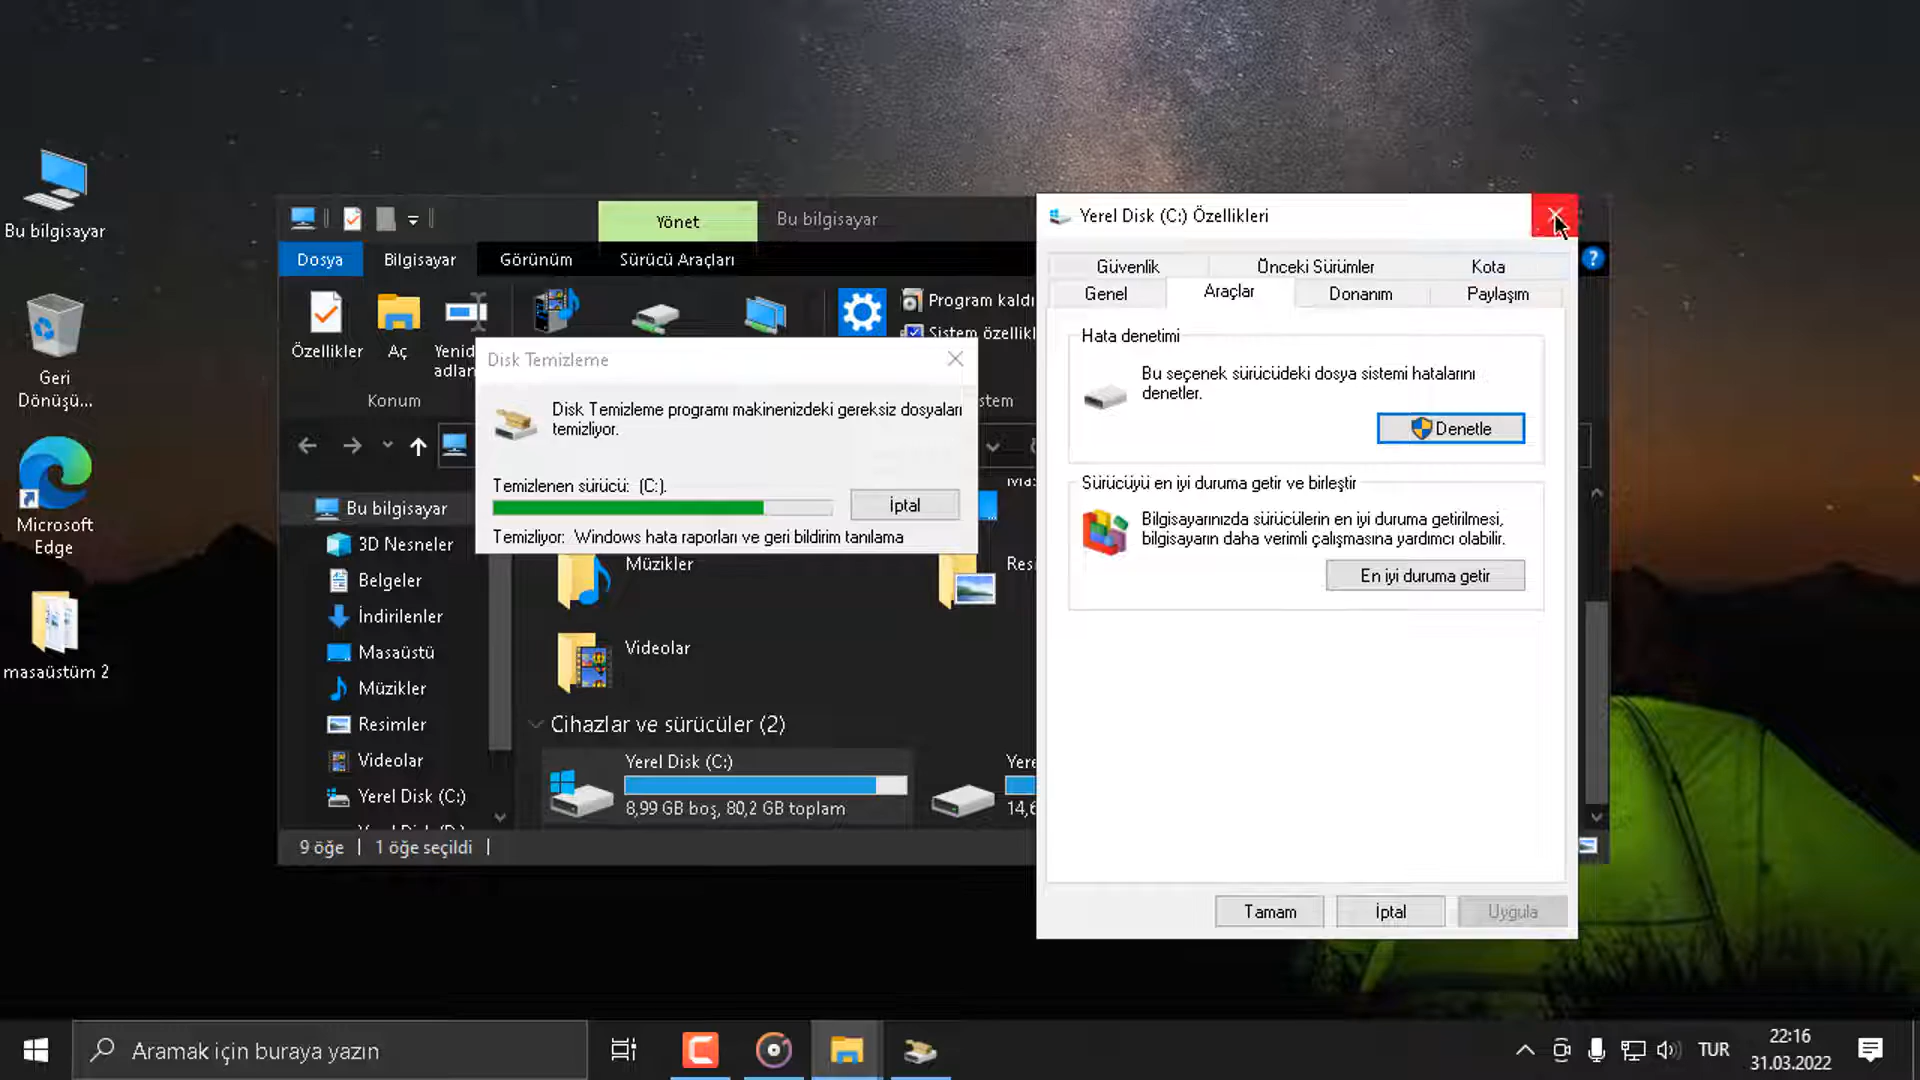 Bu bilgisayar
Geri
Dönüşü...
Microsoft
Edge
masaüstüm 2
Yönet
Bu bilgisayar
Dosya
Bilgisayar
Görünüm
Sürücü Araçları
Özellikler
Aç
Konum
Program kaldı
Sistem özellikl
Disk Temizleme
Disk Temizleme programı makinenizdeki gereksiz dosyaları
temizliyor.
Temizlenen sürücü: (C:).
İptal
Temizliyor: Windows hata raporları ve geri bildirim tanılama
Bu bilgisayar
3D Nesneler
Belgeler
İndirilenler
Masaüstü
Müzikler
Resimler
Videolar
Yerel Disk (C:)
Müzikler
Videolar
Cihazlar ve sürücüler (2)
Yerel Disk (C:)
8,99 GB boş, 80,2 GB toplam
9 öğe
1 öğe seçildi
Yerel Disk (C:) Özellikleri
Güvenlik
Önceki Sürümler
Kota
Genel
Araçlar
Donanım
Paylaşım
Hata denetimi
Bu seçenek sürücüdeki dosya sistemi hatalarını
denetler.
Denetle
Sürücüyü en iyi duruma getir ve birleştir
Bilgisayarınızda sürücülerin en iyi duruma getirilmesi,
bilgisayarın daha verimli çalışmasına yardımcı olabilir.
En iyi duruma getir
Tamam
İptal
Uygula
Aramak için buraya yazın
TUR
22:16
31.03.2022